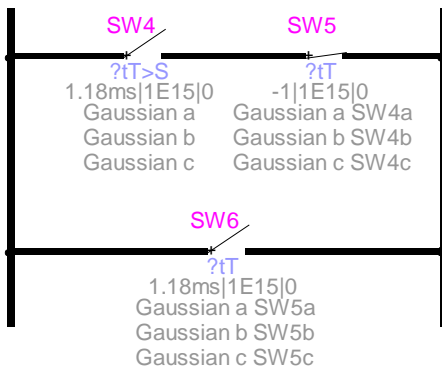 SW4
?tT>S
1.18ms|1E15|0
Gaussian a
Gaussian b
Gaussian c
SW5
?tT
-1|1E15|0
Gaussian a SW4a
Gaussian b SW4b
Gaussian c SW4c
SW6
?tT
1.18ms|1E15|0
Gaussian a SW5a
Gaussian b SW5b
Gaussian c SW5c